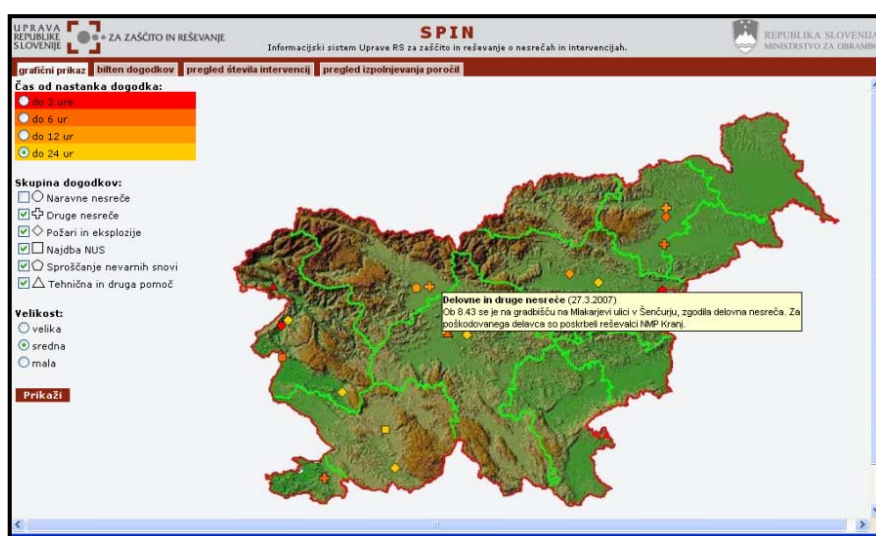 UPRAVA
REPUBLIKE
SLOVENIJE
ZA ZAŠČITO IN REŠEVANJE
SPIN
Informacijski sistem Uprave RS za zaščito in reševanje o nesrečah in intervencijah.
REPUBLIKA SLOVENIJA
MINISTRSTVO ZA OBRAMBO
grafični prikaz bilten dogodkov pregled števila intervencij pregled izpolnjevanja poročil
Čas od nastanka dogodka:
do 3 ure
do 6 ur
do 12 ur
do 24 ur
Skupina dogodkov:
Naravne nesreče
Druge nesreče
Požari in eksplozije
Najdba NUS
Sproščanje nevarnih snovi
Tehnična in druga pomoč
Velikost:
velika
sredna
mala
Prikaži
Delovne in druge nesreče (27.3.2007)
Ob 8.43 se je na gradbišču na Mlakarjevi ulici v Šenčurju, zgodila delovna nesreča. Za
poškodovanega delavca so poskrbeli reševalci NMP Kranj.